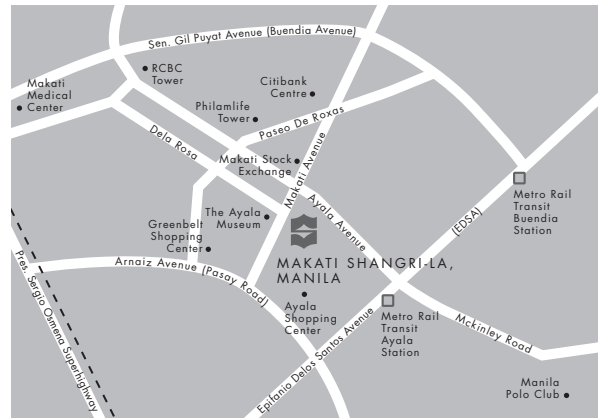 Sen. Gil Puyat Avenue (Buendia Avenue)
RCBC
Tower
Makati
Medical
Center
Citibank
Centre
Philamlife
Tower
Paseo De Roxas
Dela Rosa
Makati Stock
Exchange
Makati Avenue
Ayala Avenue
The Ayala
Museum
Greenbelt
Shopping
Center
(EDSA)
Metro Rail
Transit
Buendia
Station
MAKATI SHANGRI-LA,
MANILA
Arnaiz Avenue (Pasay Road)
Pres. Sergio Osmena Superhighway
Ayala
Shopping
Center
Metro Rail
Transit
Ayala
Station
Epifanio Delos Santos Avenue
Mckinley Road
Manila
Polo Club